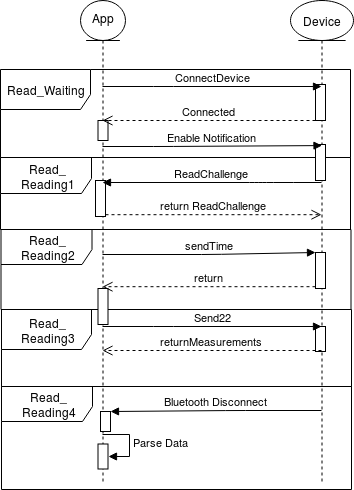 App
Device
Read_Waiting
ConnectDevice
Connected
Enable Notification
Read_
Reading1
ReadChallenge
return ReadChallenge
Read_
Reading2
sendTime
return
Read_
Reading3
Send22
returnMeasurements
Read_
Reading4
Bluetooth Disconnect
Parse Data